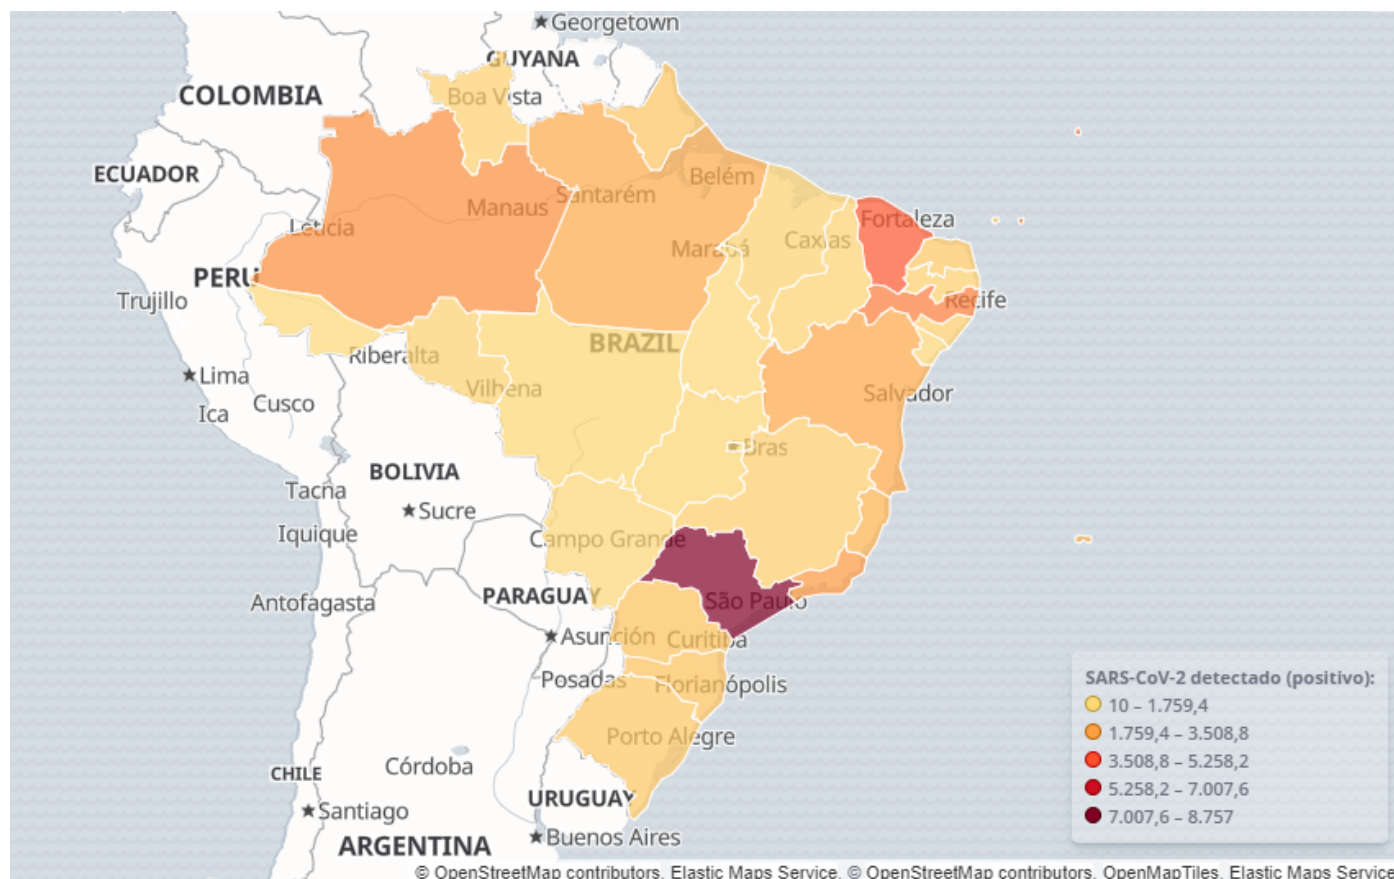 Georgetown
GUYANA
COLOMBIA
Boa Vista
ECUADOR
Belém
Santarém
Manaus
Leticia
Fortaleza
Caxias
Marabá
PERU
Trujillo
Recife
BRAZIL
Riberalta
Lima
Vilhena
Salvador
Cusco
Ica
Bras
BOLIVIA
Tacna
Sucre
Iquique
Campo Grande
PARAGUAY
Antofagasta
São Paulo
Asunción
Curitiba
Posadas
Florianópolis
SARS-CoV-2 detectado (positivo):
10 – 1.759,4
1.759,4 – 3.508,8
3.508,8 – 5.258,2
5.258,2 – 7.007,6
7.007,6 – 8.757
Porto Alegre
Córdoba
CHILE
URUGUAY
Santiago
Buenos Aires
ARGENTINA
© OpenStreetMap contributors, Elastic Maps Service, © OpenStreetMap contributors, OpenMapTiles, Elastic Maps Service